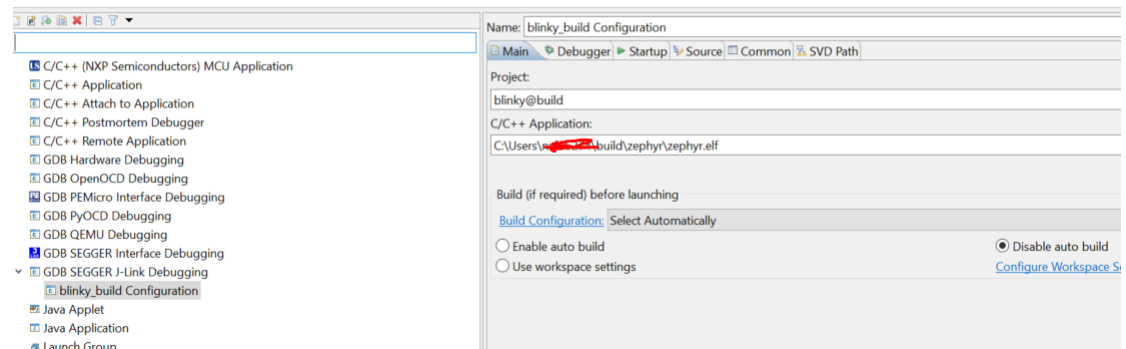 C/C++ (NXP Semiconductors) MCU Application
C/C++ Application
C/C++ Attach to Application
C/C++ Postmortem Debugger
C/C++ Remote Application
GDB Hardware Debugging
GDB OpenOCD Debugging
GDB PEMicro Interface Debugging
GDB PyOCD Debugging
GDB QEMU Debugging
GDB SEGGER Interface Debugging
GDB SEGGER J-Link Debugging
blinky_build Configuration
Java Applet
Java Application
Launch Group
Name: blinky_build Configuration
Main Debugger Startup Source Common SVD Path
Project:
blinky@build
C/C++ Application:
C:\Users\ \build\zephyr\zephyr.elf
Build (if required) before launching
Build Configuration: Select Automatically
Enable auto build Disable auto build
Use workspace settings Configure Workspace